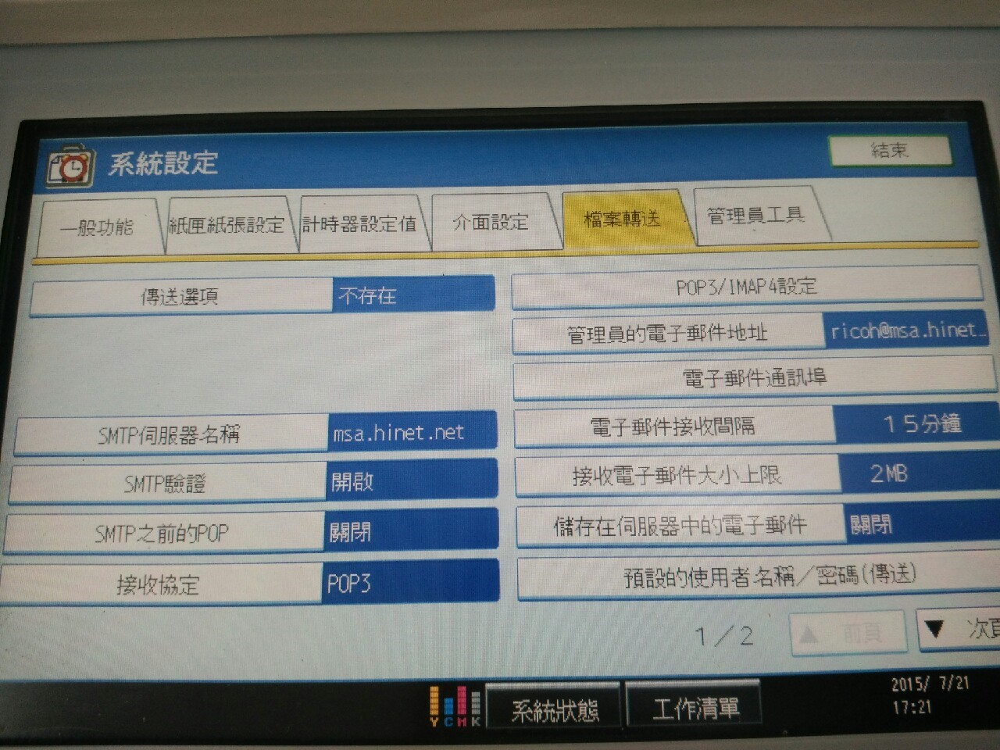 系統設定
結束
一般功能
紙匣紙張設定
計時器設定值
介面設定
檔案轉送
管理員工具
傳送選項 不存在
SMTP伺服器名稱 msa.hinet.net
SMTP驗證 開啟
SMTP之前的POP 關閉
接收協定 POP3
POP3/IMAP4設定
管理員的電子郵件地址 ricoh@msa.hinet_
電子郵件通訊埠
電子郵件接收間隔 15分鐘
接收電子郵件大小上限 2MB
儲存在伺服器中的電子郵件 關閉
預設的使用者名稱／密碼(傳送)
1／2
▲ 前頁
▼ 次頁
YCMK
系統狀態
工作清單
2015/ 7/21
17:21